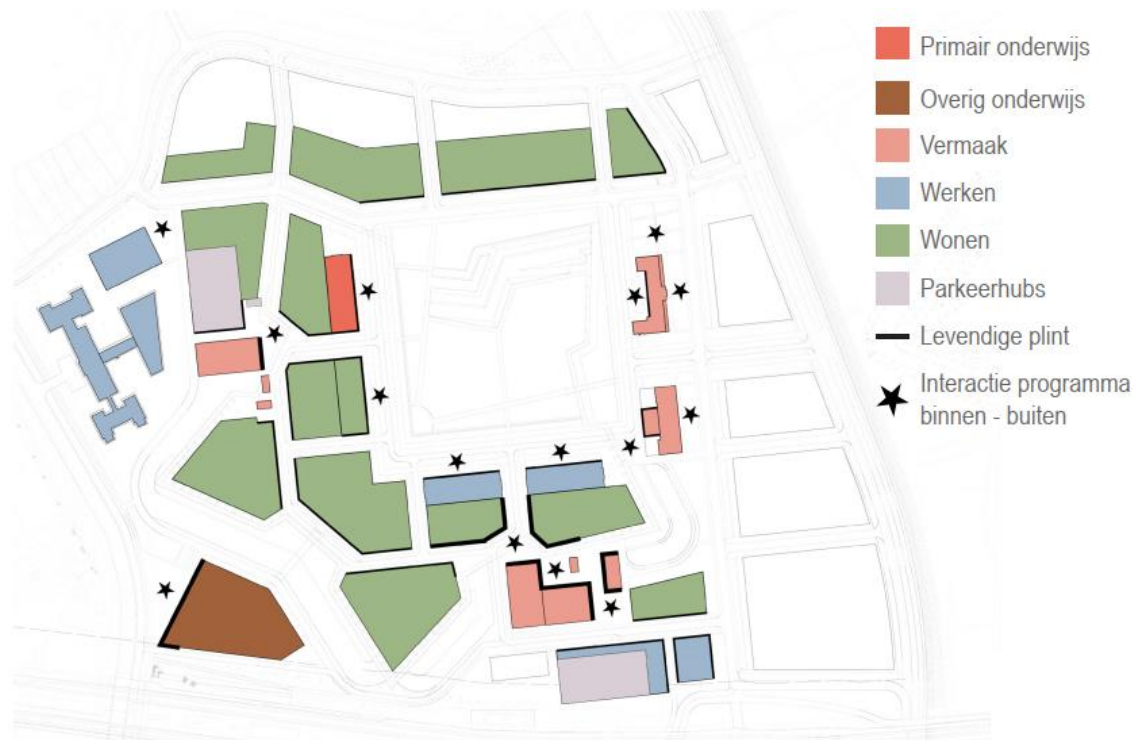 Primair onderwijs
Overig onderwijs
Vermaak
Werken
Wonen
Parkeerhubs
Levendige plint
Interactie programma
binnen - buiten